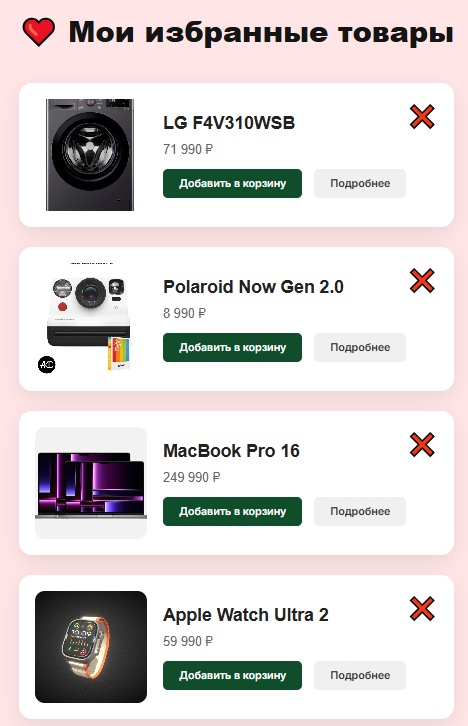 Мои избранные товары
LG F4V310WSB
71 990 ₽
Добавить в корзину
Подробнее
Polaroid Now Gen 2.0
8 990 ₽
Добавить в корзину
Подробнее
MacBook Pro 16
249 990 ₽
Добавить в корзину
Подробнее
Apple Watch Ultra 2
59 990 ₽
Добавить в корзину
Подробнее